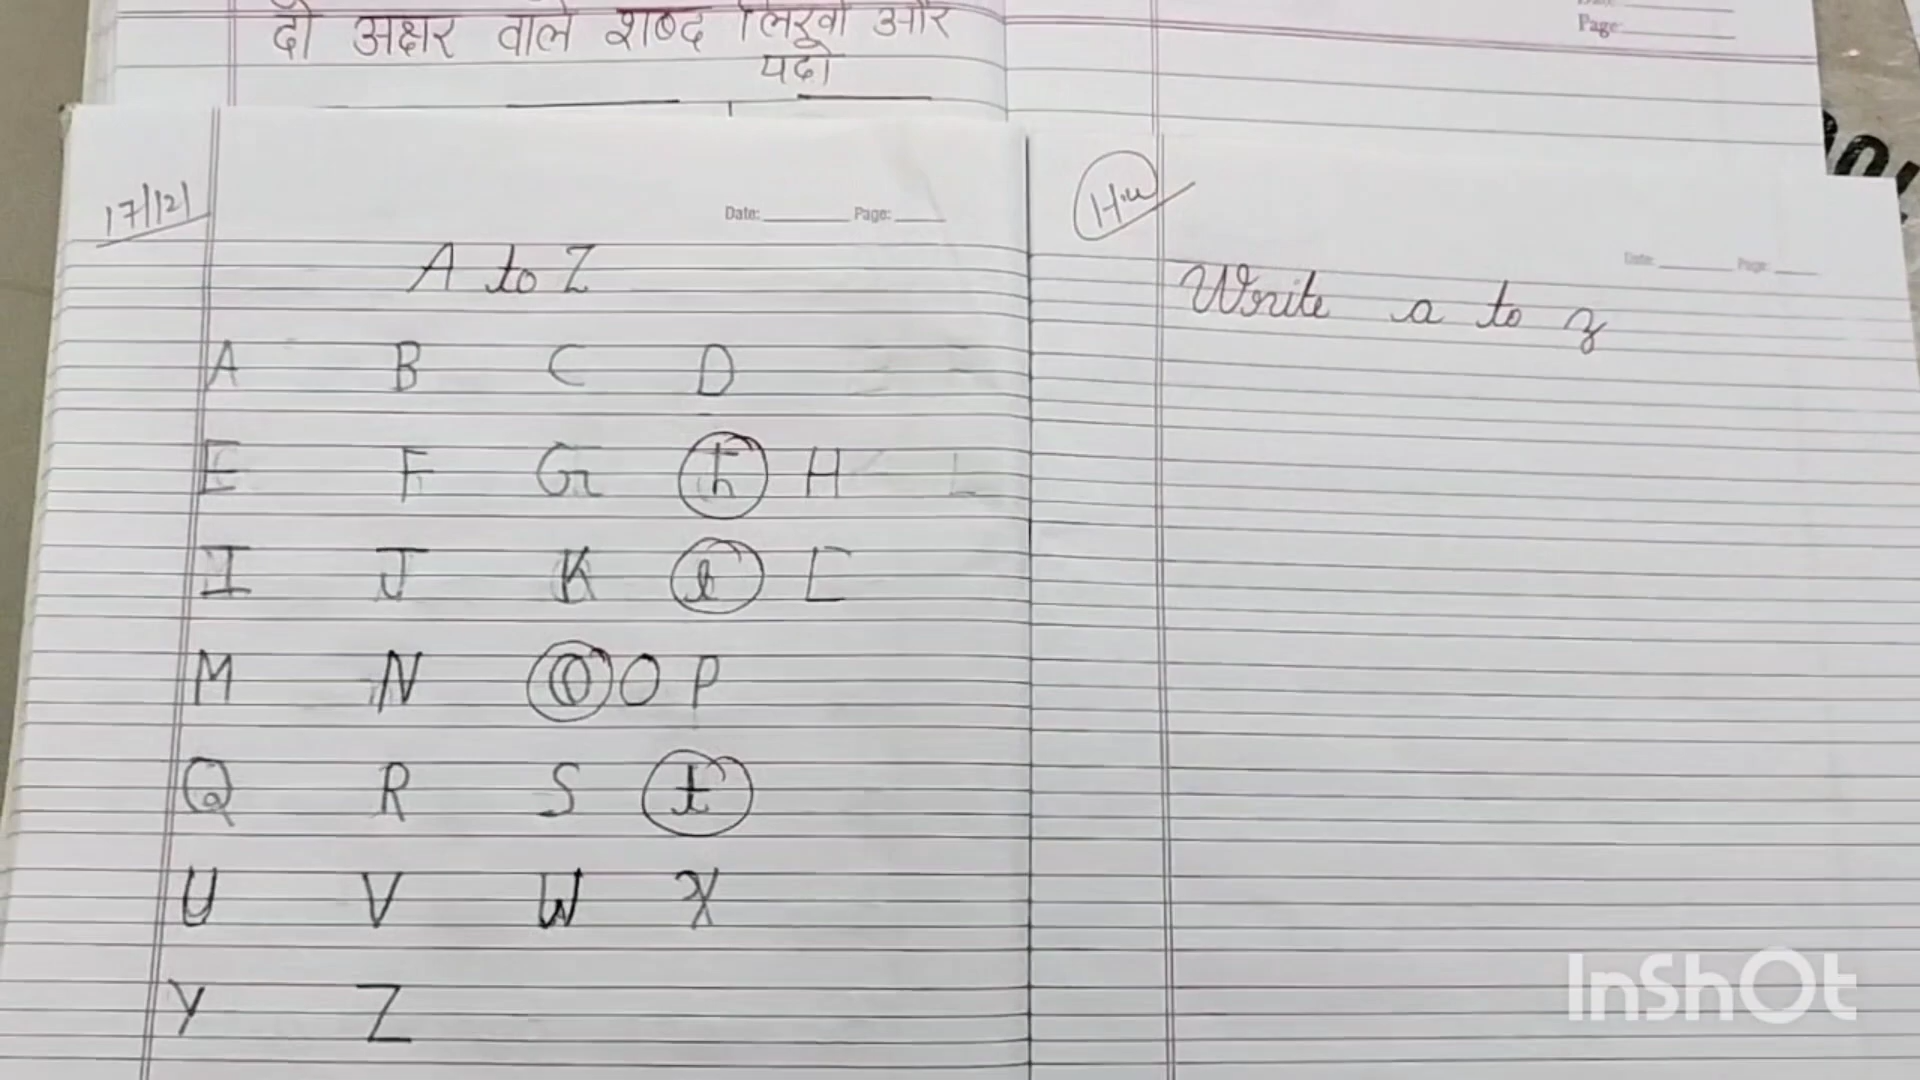 दो अक्षर वाले शब्द लिखो और
पढो
Page:
17/12/
Date: Page:
H.w
Date: Page:
A to Z
Write a to z
A B C D
E F G h H L
I J K l L
M N O O P
Q R S t
U V W X
Y Z
InShOt